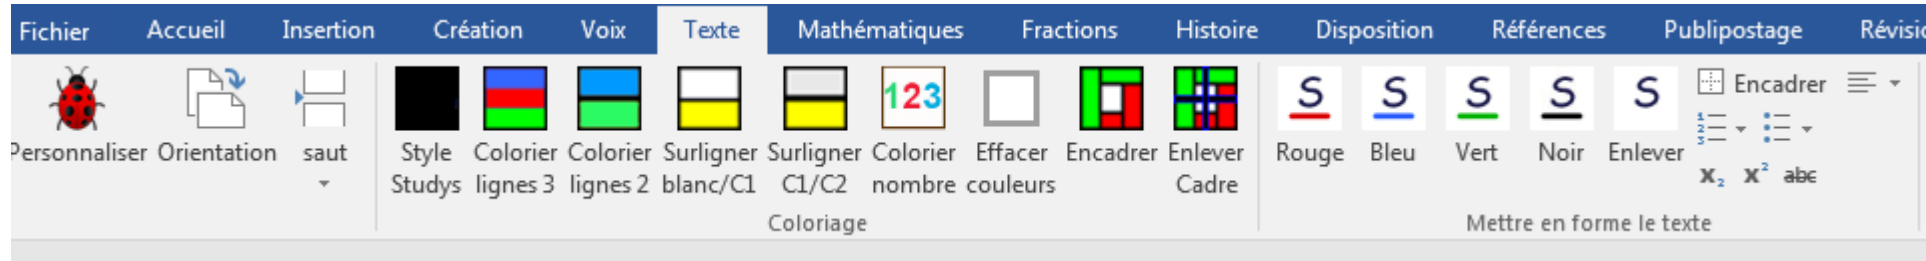 Fichier Accueil Insertion Création Voix Texte Mathématiques Fractions Histoire Disposition Références Publipostage Révisi
123 S S S S S Encadrer
Personnaliser Orientation saut Style Colorier Colorier Surligner Surligner Colorier Effacer Encadrer Enlever Rouge Bleu Vert Noir Enlever
Studys lignes 3 lignes 2 blanc/C1 C1/C2 nombre couleurs Cadre x₂ x² abc
Coloriage Mettre en forme le texte